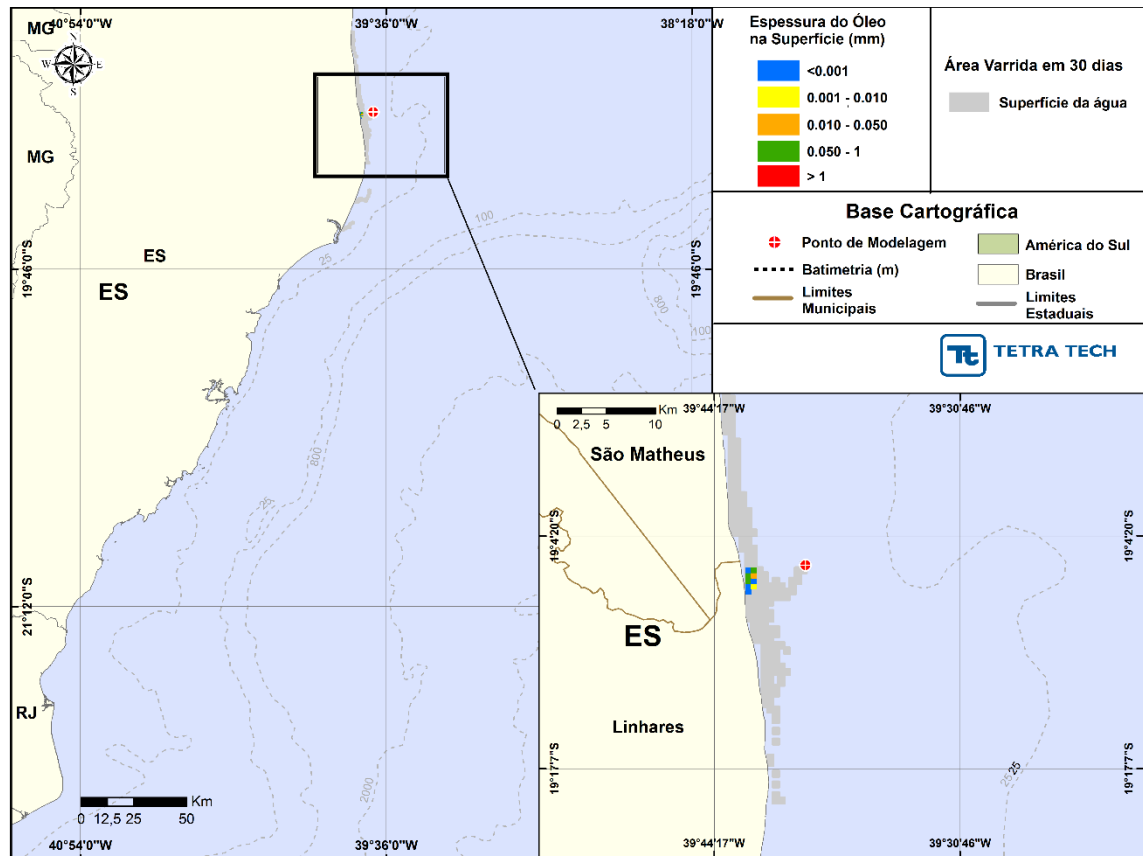 40°54'0"W
39°36'0"W
38°18'0"W
MG
N
W
E
S
MG
ES
ES
RJ
19°46'0"S
19°46'0"S
21°12'0"S
21°12'0"S
100
25
800
800
100
800
25
2000
Km
0 12,5 25 50
40°54'0"W
39°36'0"W
Espessura do Óleo
na Superfície (mm)
<0.001
0.001 - 0.010
0.010 - 0.050
0.050 - 1
> 1
Área Varrida em 30 dias
Superfície da água
Base Cartográfica
Ponto de Modelagem
Batimetria (m)
Limites
Municipais
América do Sul
Brasil
Limites
Estaduais
Tt TETRA TECH
Km
0 2,5 5 10
39°44'17"W
39°30'46"W
São Matheus
19°4'20"S
19°4'20"S
ES
Linhares
19°17'7"S
19°17'7"S
25 25
39°44'17"W
39°30'46"W